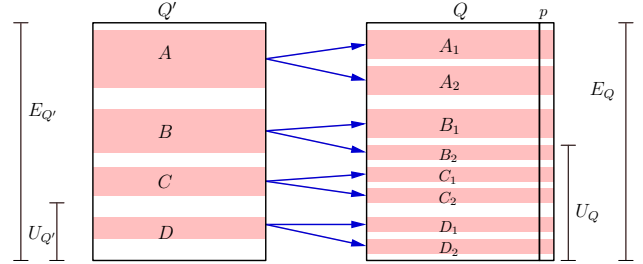 Q′ Q p
A A₁
A₂
E_{Q′} E_Q
B B₁
B₂
C C₁
C₂
U_{Q′} U_Q
D D₁
D₂